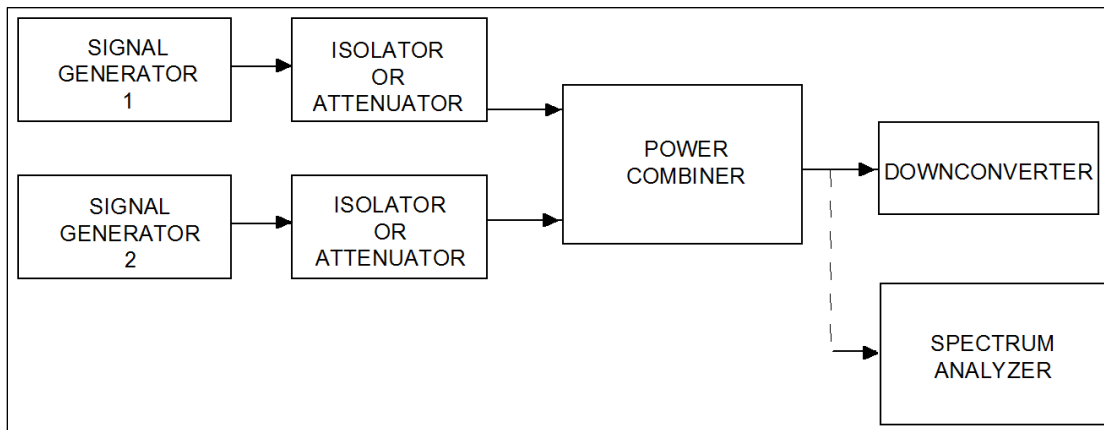 SIGNAL
GENERATOR
1
ISOLATOR
OR
ATTENUATOR
POWER
COMBINER
DOWNCONVERTER
SIGNAL
GENERATOR
2
ISOLATOR
OR
ATTENUATOR
SPECTRUM
ANALYZER